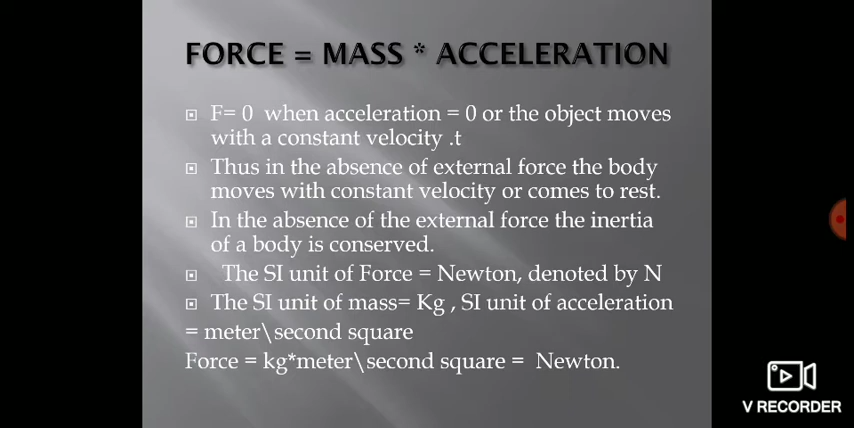 FORCE = MASS * ACCELERATION
F= 0 when acceleration = 0 or the object moves
with a constant velocity .t
Thus in the absence of external force the body
moves with constant velocity or comes to rest.
In the absence of the external force the inertia
of a body is conserved.
The SI unit of Force = Newton, denoted by N
The SI unit of mass= Kg , SI unit of acceleration
= meter\second square
Force = kg*meter\second square = Newton.
V RECORDER